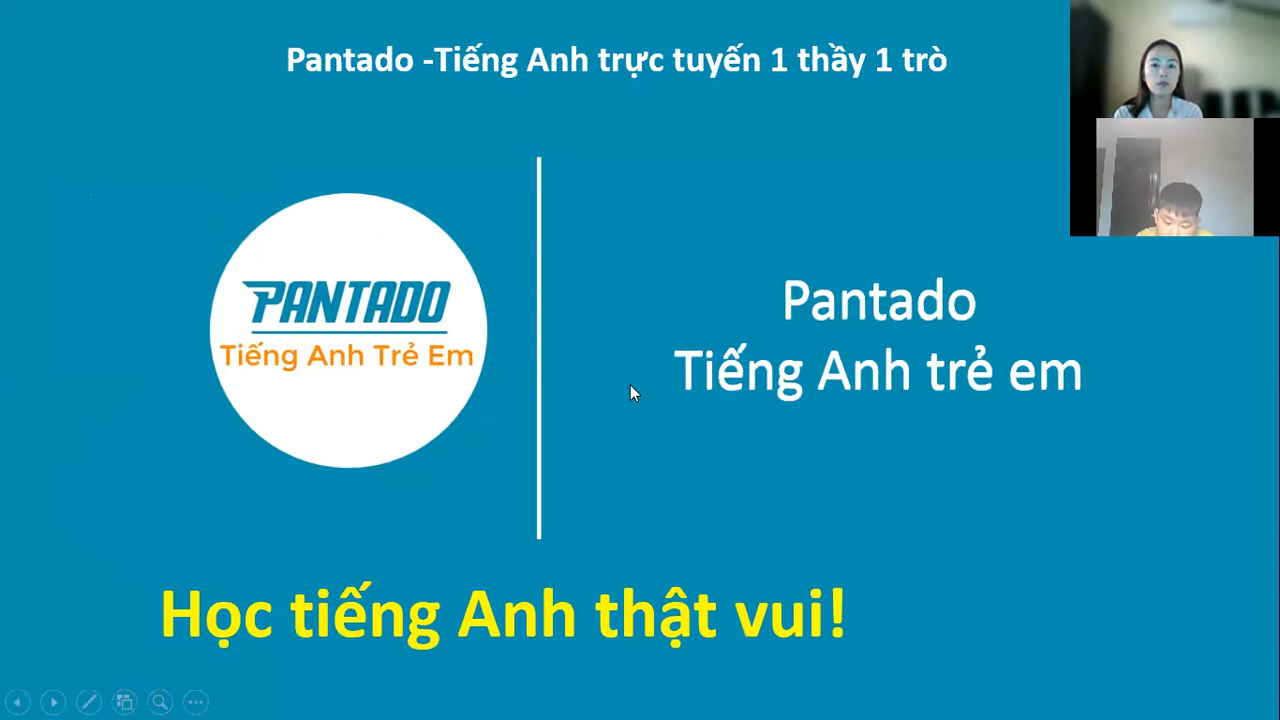 Pantado -Tiếng Anh trực tuyến 1 thầy 1 trò
PANTADO
Tiếng Anh Trẻ Em
Pantado
Tiếng Anh trẻ em
Học tiếng Anh thật vui!